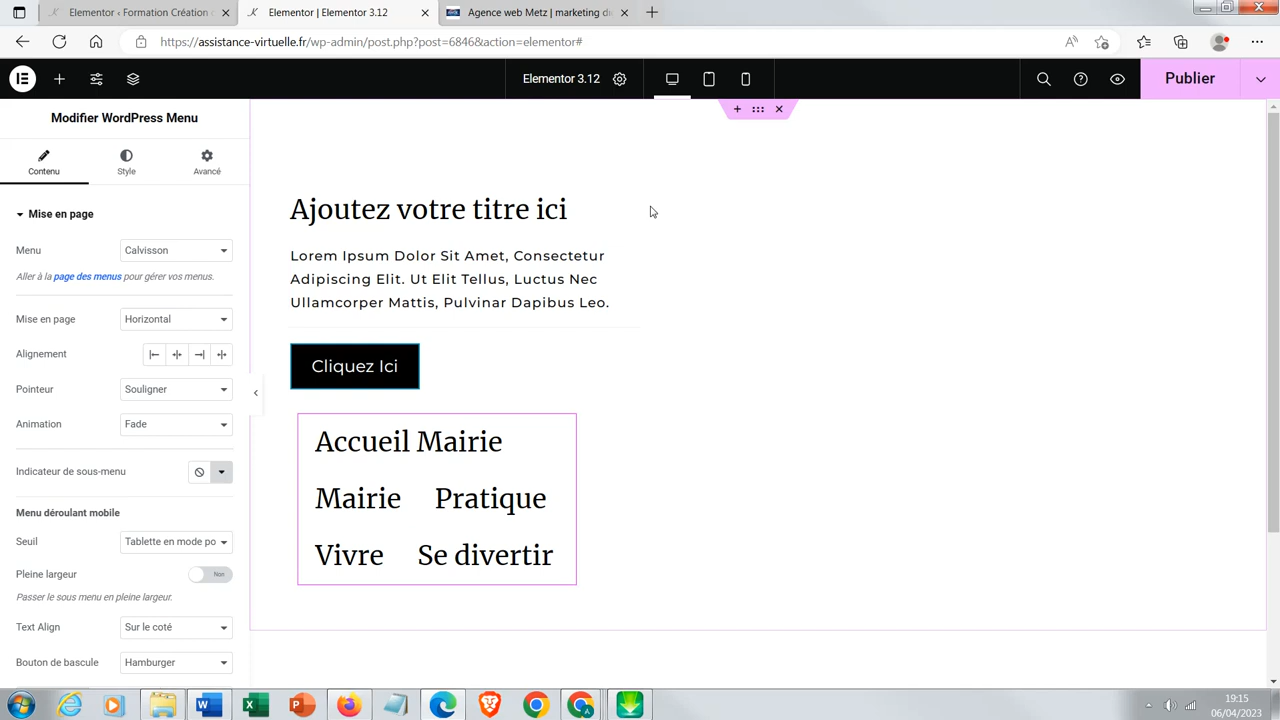 Elementor ‹ Formation Création d
Elementor | Elementor 3.12
Agence web Metz | marketing di
https://assistance-virtuelle.fr/wp-admin/post.php?post=6846&action=elementor#
Elementor 3.12
Publier
Modifier WordPress Menu
Contenu
Style
Avancé
Mise en page
Menu
Calvisson
Aller à la page des menus pour gérer vos menus.
Mise en page
Horizontal
Alignement
Pointeur
Souligner
Animation
Fade
Indicateur de sous-menu
Menu déroulant mobile
Seuil
Tablette en mode po
Pleine largeur
Non
Passer le sous menu en pleine largeur.
Text Align
Sur le coté
Bouton de bascule
Hamburger
Ajoutez votre titre ici
Lorem Ipsum Dolor Sit Amet, Consectetur
Adipiscing Elit. Ut Elit Tellus, Luctus Nec
Ullamcorper Mattis, Pulvinar Dapibus Leo.
Cliquez Ici
Accueil Mairie
Mairie Pratique
Vivre Se divertir
19:15
06/04/2023